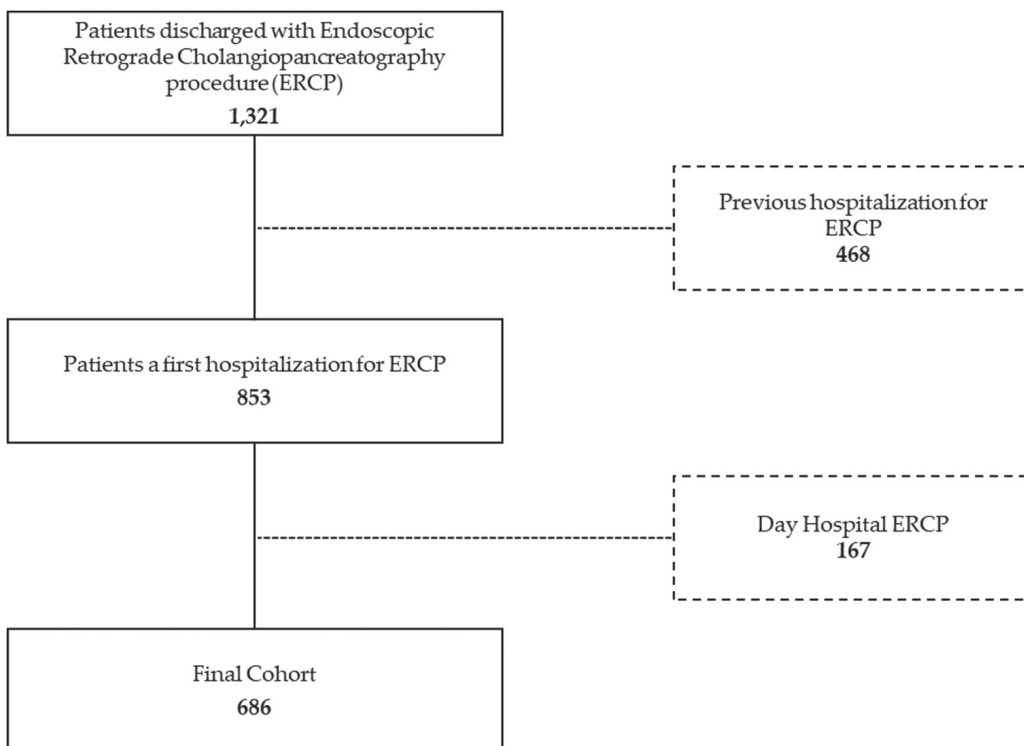 Patients discharged with Endoscopic
Retrograde Cholangiopancreatography
procedure (ERCP)
1,321
Previous hospitalization for
ERCP
468
Patients a first hospitalization for ERCP
853
Day Hospital ERCP
167
Final Cohort
686